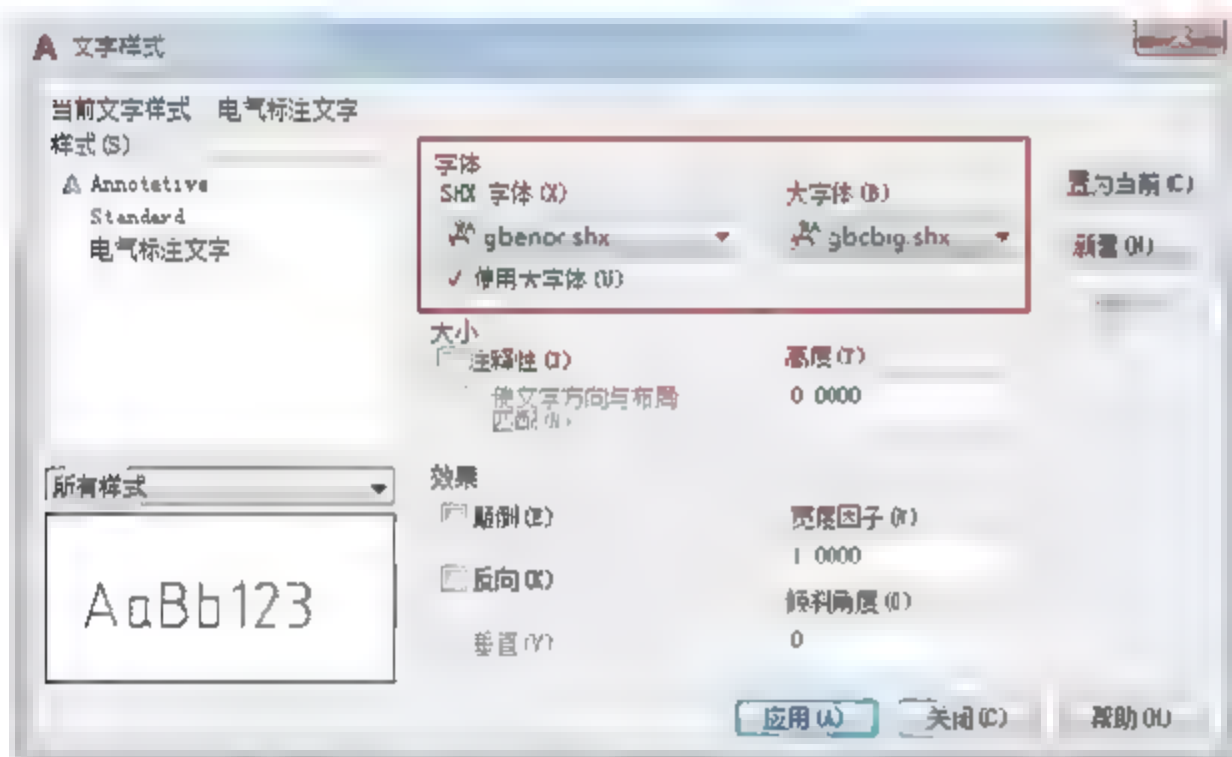 文字样式
当前文字样式 电气标注文字
样式(S)
Annotative
Standard
电气标注文字
字体
SHX 字体(X)
大字体(B)
gbenor.shx
gbcbig.shx
使用大字体(U)
置为当前(C)
新建(N)
大小
注释性(I)
使文字方向与布局
匹配(M)
高度(T)
0 0000
所有样式
AaBb123
效果
颠倒(E)
反向(K)
垂直(V)
宽度因子(W)
1 0000
倾斜角度(O)
0
应用(A)
关闭(C)
帮助(H)